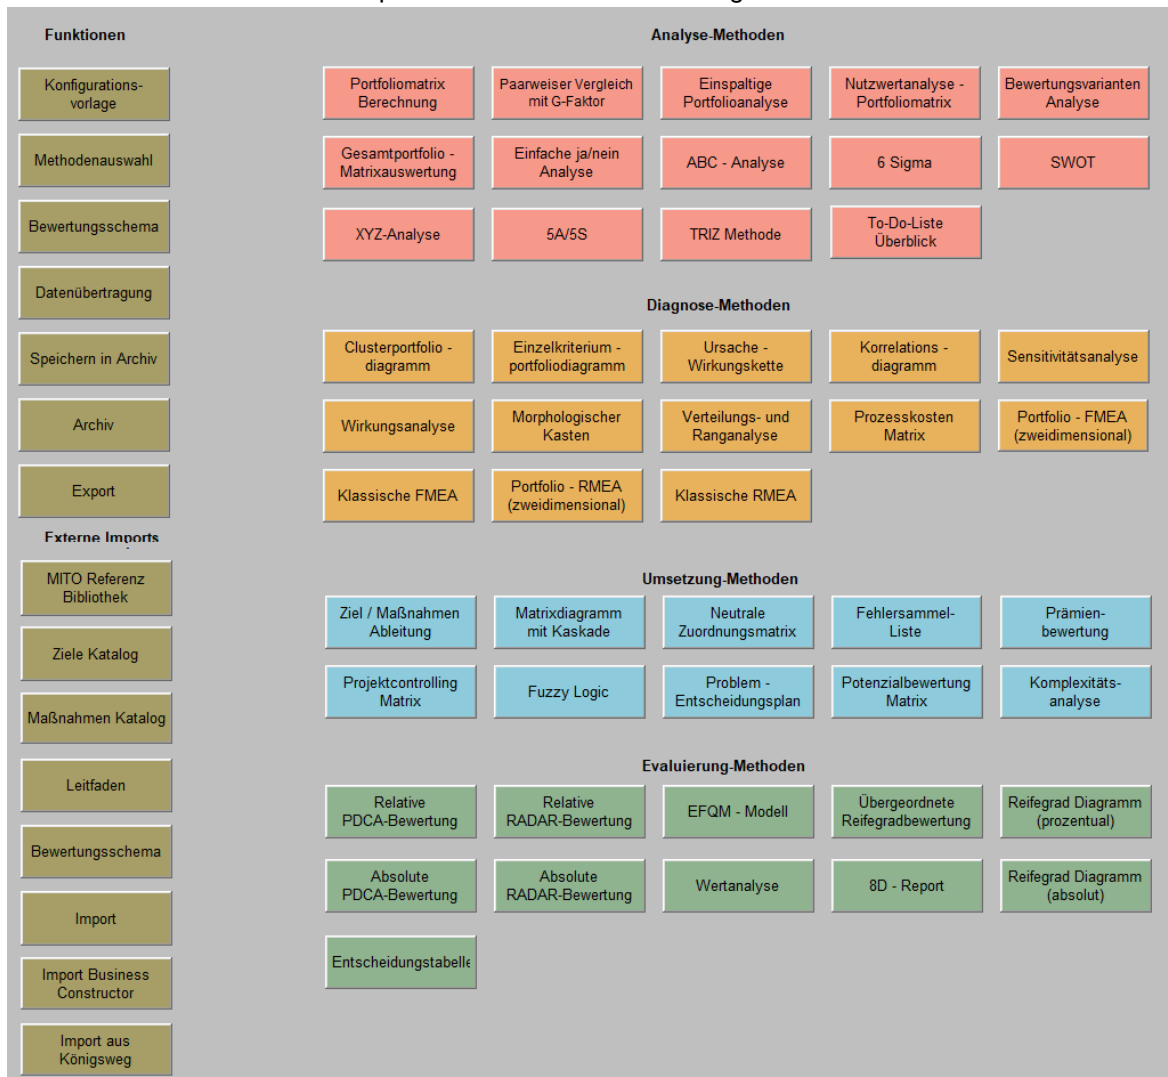 Funktionen
Konfigurations-
vorlage
Methodenauswahl
Bewertungsschema
Datenübertragung
Speichern in Archiv
Archiv
Export
Externe Imports
MITO Referenz
Bibliothek
Ziele Katalog
Maßnahmen Katalog
Leitfaden
Bewertungsschema
Import
Import Business
Constructor
Import aus
Königsweg
Analyse-Methoden
Portfoliomatrix
Berechnung
Paarweiser Vergleich
mit G-Faktor
Einspaltige
Portfolioanalyse
Nutzwertanalyse -
Portfoliomatrix
Bewertungsvarianten
Analyse
Gesamtportfolio -
Matrixauswertung
Einfache ja/nein
Analyse
ABC - Analyse
6 Sigma
SWOT
XYZ-Analyse
5A/5S
TRIZ Methode
To-Do-Liste
Überblick
Diagnose-Methoden
Clusterportfolio -
diagramm
Einzelkriterium -
portfoliodiagramm
Ursache -
Wirkungskette
Korrelations -
diagramm
Sensitivitätsanalyse
Wirkungsanalyse
Morphologischer
Kasten
Verteilungs- und
Ranganalyse
Prozesskosten
Matrix
Portfolio - FMEA
(zweidimensional)
Klassische FMEA
Portfolio - RMEA
(zweidimensional)
Klassische RMEA
Umsetzung-Methoden
Ziel / Maßnahmen
Ableitung
Matrixdiagramm
mit Kaskade
Neutrale
Zuordnungsmatrix
Fehlersammel-
Liste
Prämien-
bewertung
Projektcontrolling
Matrix
Fuzzy Logic
Problem -
Entscheidungsplan
Potenzialbewertung
Matrix
Komplexitäts-
analyse
Evaluierung-Methoden
Relative
PDCA-Bewertung
Relative
RADAR-Bewertung
EFQM - Modell
Übergeordnete
Reifegradbewertung
Reifegrad Diagramm
(prozentual)
Absolute
PDCA-Bewertung
Absolute
RADAR-Bewertung
Wertanalyse
8D - Report
Reifegrad Diagramm
(absolut)
Entscheidungstabelle